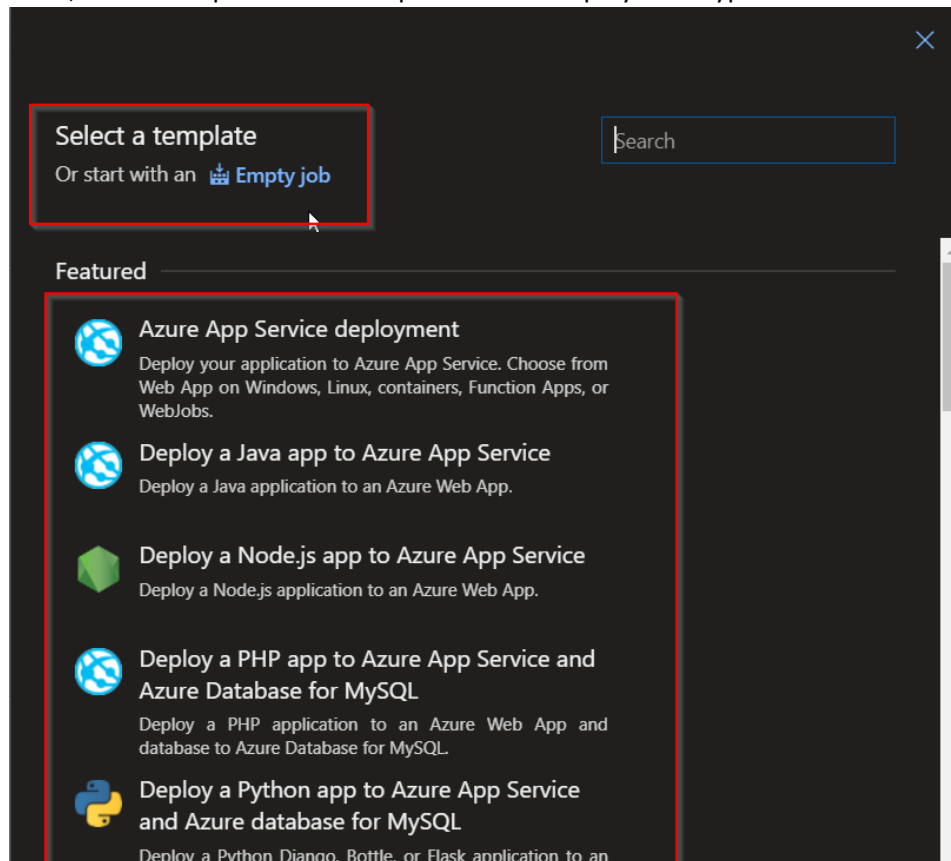 Select a template
Search
Or start with an Empty job
Featured
Azure App Service deployment
Deploy your application to Azure App Service. Choose from
Web App on Windows, Linux, containers, Function Apps, or
WebJobs.
Deploy a Java app to Azure App Service
Deploy a Java application to an Azure Web App.
Deploy a Node.js app to Azure App Service
Deploy a Node.js application to an Azure Web App.
Deploy a PHP app to Azure App Service and
Azure Database for MySQL
Deploy a PHP application to an Azure Web App and
database to Azure Database for MySQL.
Deploy a Python app to Azure App Service
and Azure database for MySQL
Deploy a Python Django, Bottle, or Flask application to an